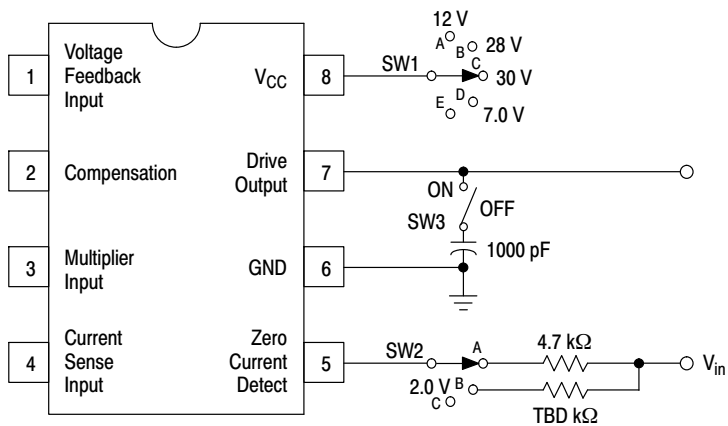 12 V
A
B
28 V
C
30 V
D
7.0 V
E
SW1
1
Voltage
Feedback
Input
VCC
8
2
Compensation
Drive
Output
7
ON
OFF
SW3
1000 pF
3
Multiplier
Input
GND
6
4
Current
Sense
Input
Zero
Current
Detect
5
SW2
A
4.7 kΩ
Vin
2.0 V
B
C
TBD kΩ